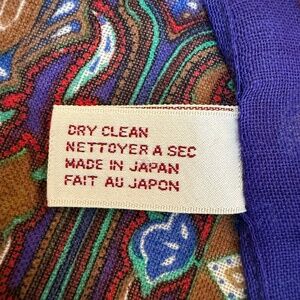 DRY CLEAN
NETTOYER A SEC
MADE IN JAPAN
FAIT AU JAPON